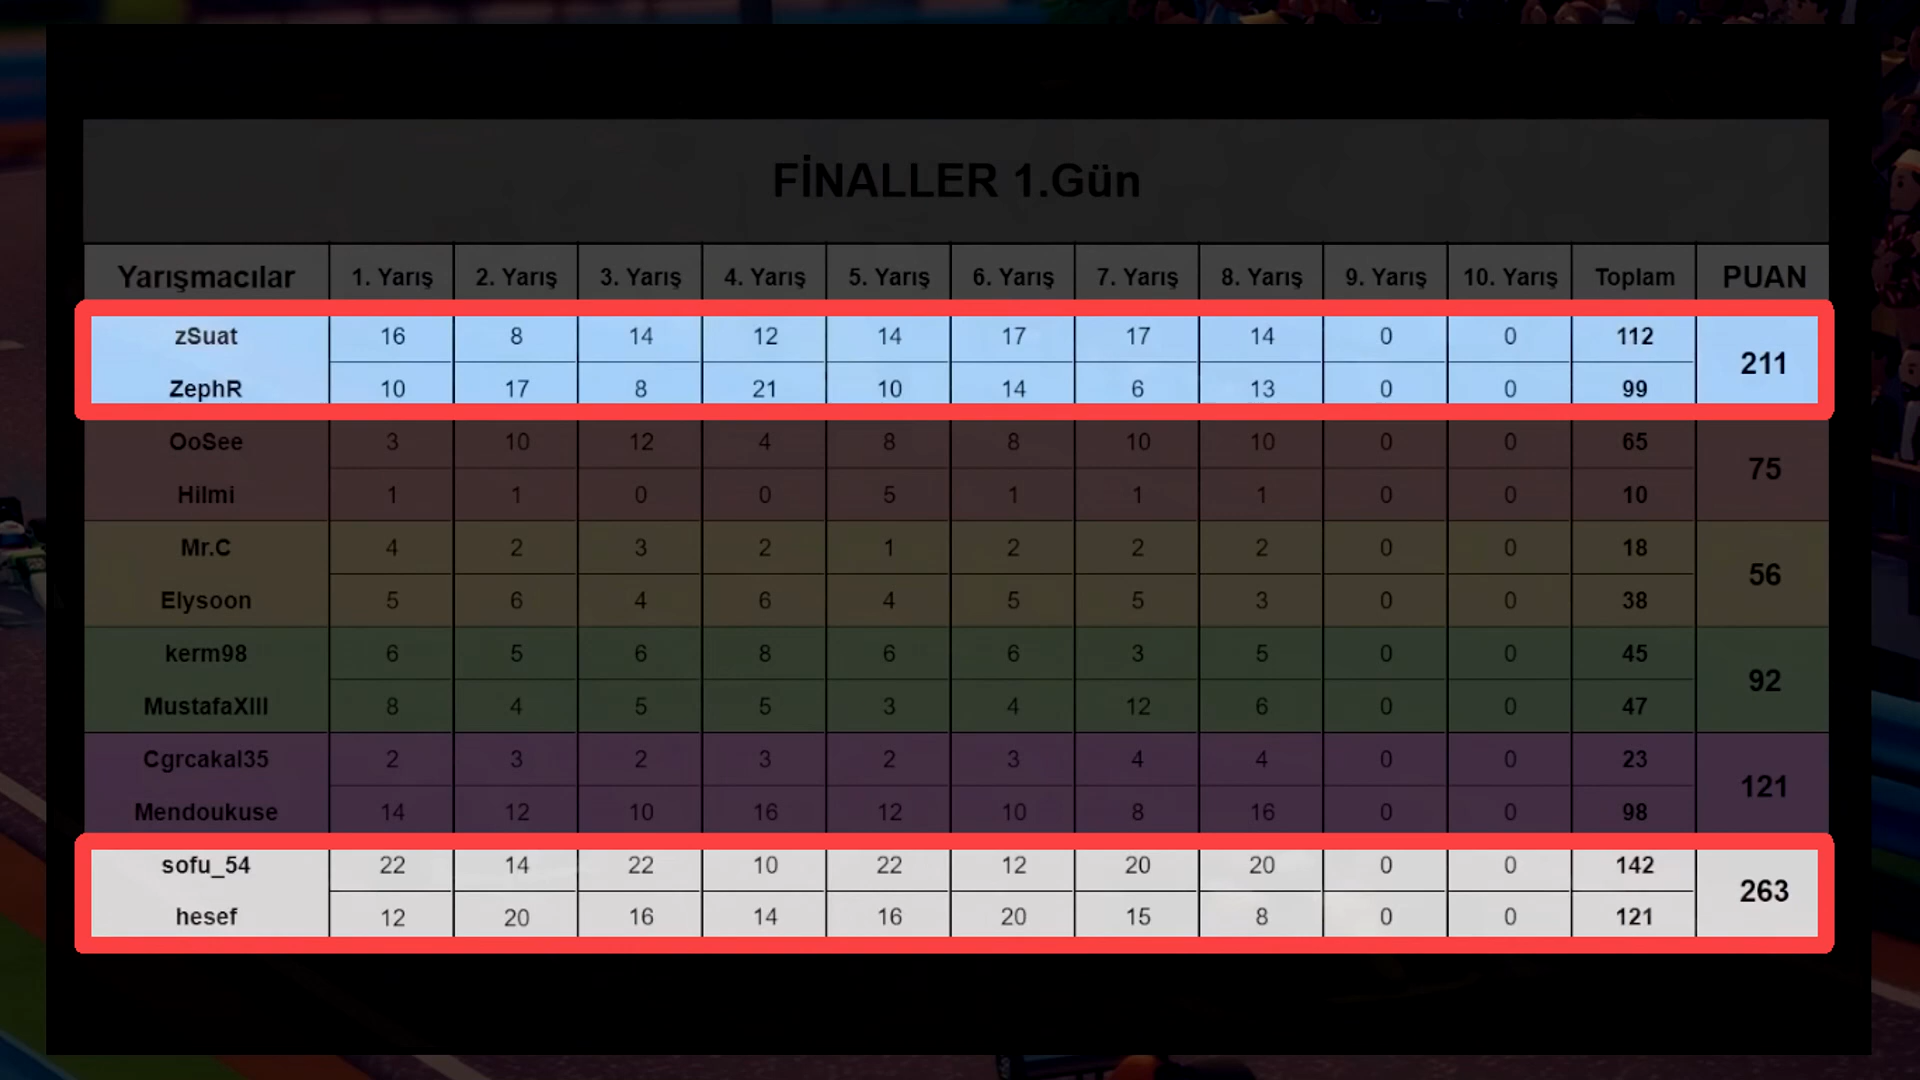 FİNALLER 1.Gün
Yarışmacılar 1. Yarış 2. Yarış 3. Yarış 4. Yarış 5. Yarış 6. Yarış 7. Yarış 8. Yarış 9. Yarış 10. Yarış Toplam PUAN
zSuat 16 8 14 12 14 17 17 14 0 0 112
211
ZephR 10 17 8 21 10 14 6 13 0 0 99
OoSee 3 10 12 4 8 8 10 10 0 0 65
75
Hilmi 1 1 0 0 5 1 1 1 0 0 10
Mr.C 4 2 3 2 1 2 2 2 0 0 18
56
Elysoon 5 6 4 6 4 5 5 3 0 0 38
kerm98 6 5 6 8 6 6 3 5 0 0 45
92
MustafaXIII 8 4 5 5 3 4 12 6 0 0 47
Cgrcakal35 2 3 2 3 2 3 4 4 0 0 23
121
Mendoukuse 14 12 10 16 12 10 8 16 0 0 98
sofu_54 22 14 22 10 22 12 20 20 0 0 142
263
hesef 12 20 16 14 16 20 15 8 0 0 121